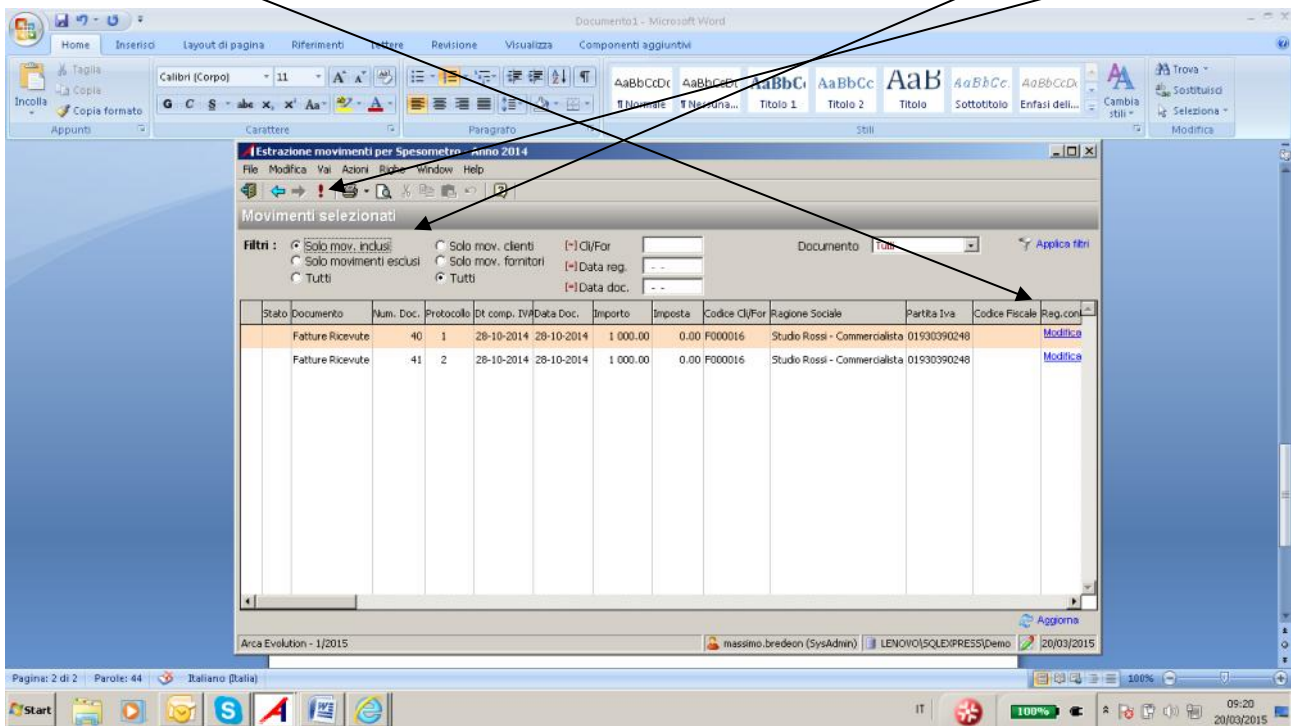 Documento1 - Microsoft Word
Home Inserisci Layout di pagina Riferimenti Lettere Revisione Visualizza Componenti aggiuntivi
Incolla
Taglia
Copia
Copia formato
Appunti
Calibri (Corpo) 11
G C S abe x, x² Aa A
Carattere
Paragrafo
AaBbCcDc AaBbCcDc AaBbC AaBbCc AaB AaBbCc. AaBbCcDc
¶ Normale ¶ Nessuna... Titolo 1 Titolo 2 Titolo Sottotitolo Enfasi deli...
Stili
Cambia stili
Trova
Sostituisci
Seleziona
Modifica
Estrazione movimenti per Spesometro - Anno 2014
File Modifica Vai Azioni Righe Window Help
Movimenti selezionati
Filtri : Solo mov. inclusi Solo mov. clienti [-] Cli/For Documento Tutti Applica filtri
Solo movimenti esclusi Solo mov. fornitori [-] Data reg. - -
Tutti Tutti [-] Data doc. - -
Stato Documento Num. Doc. Protocollo Dt comp. IVA Data Doc. Importo Imposta Codice Cli/For Ragione Sociale Partita Iva Codice Fiscale Reg.cont
Fatture Ricevute 40 1 28-10-2014 28-10-2014 1 000.00 0.00 F000016 Studio Rossi - Commercialista 01930390248 Modifica
Fatture Ricevute 41 2 28-10-2014 28-10-2014 1 000.00 0.00 F000016 Studio Rossi - Commercialista 01930390248 Modifica
Aggiorna
Arca Evolution - 1/2015 massimo.bredeon (SysAdmin) LENOVO\SQLEXPRESS\Demo 20/03/2015
Pagina: 2 di 2 Parole: 44 Italiano (Italia) 100%
Start IT 100% 09:20
20/03/2015